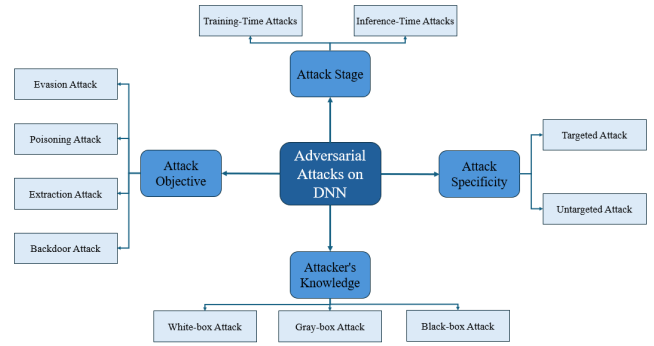 Training-Time Attacks
Inference-Time Attacks
Attack Stage
Evasion Attack
Poisoning Attack
Extraction Attack
Backdoor Attack
Attack
Objective
Adversarial
Attacks on
DNN
Attack
Specificity
Targeted Attack
Untargeted Attack
Attacker's
Knowledge
White-box Attack
Gray-box Attack
Black-box Attack